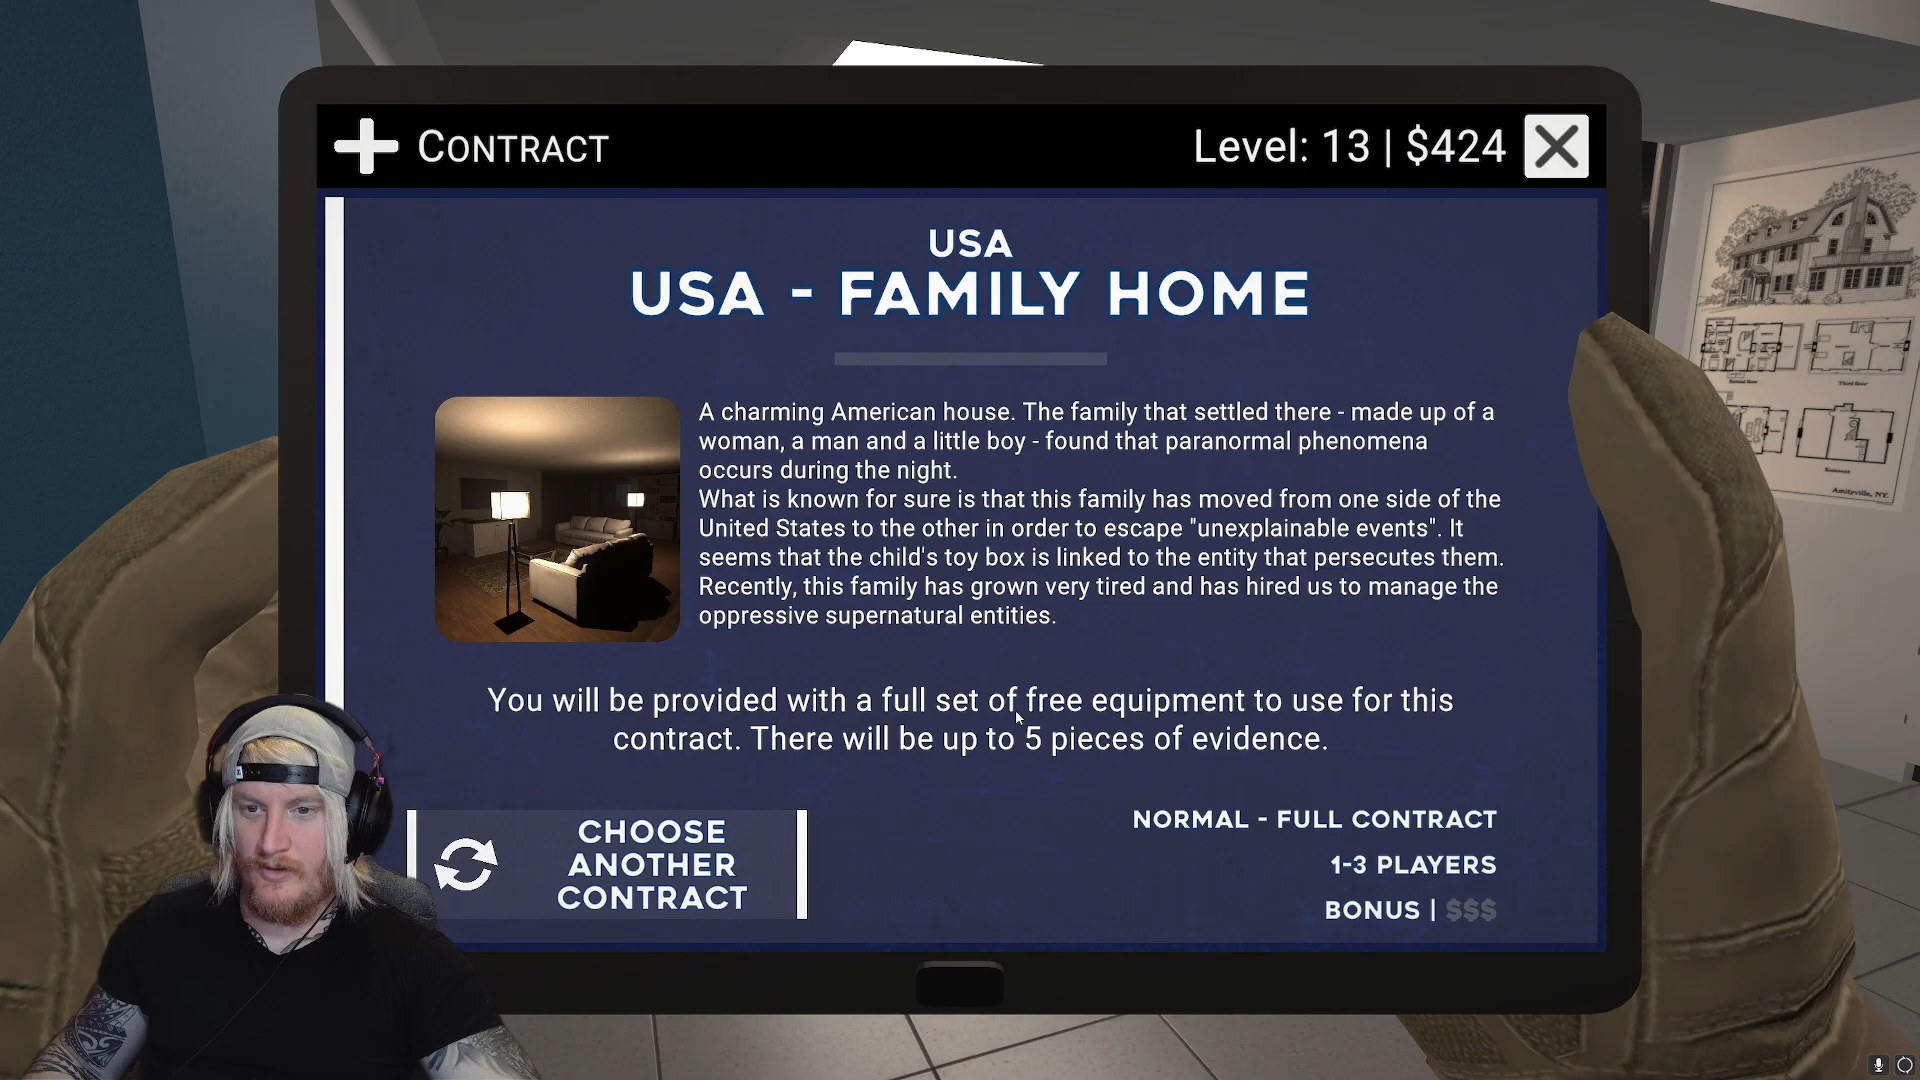 CONTRACT
Level: 13 | $424
USA
USA - FAMILY HOME
A charming American house. The family that settled there - made up of a
woman, a man and a little boy - found that paranormal phenomena
occurs during the night.
What is known for sure is that this family has moved from one side of the
United States to the other in order to escape "unexplainable events". It
seems that the child's toy box is linked to the entity that persecutes them.
Recently, this family has grown very tired and has hired us to manage the
oppressive supernatural entities.
You will be provided with a full set of free equipment to use for this
contract. There will be up to 5 pieces of evidence.
CHOOSE
ANOTHER
CONTRACT
NORMAL - FULL CONTRACT
1-3 PLAYERS
BONUS | $$$
Third floor
Amityville, NY.